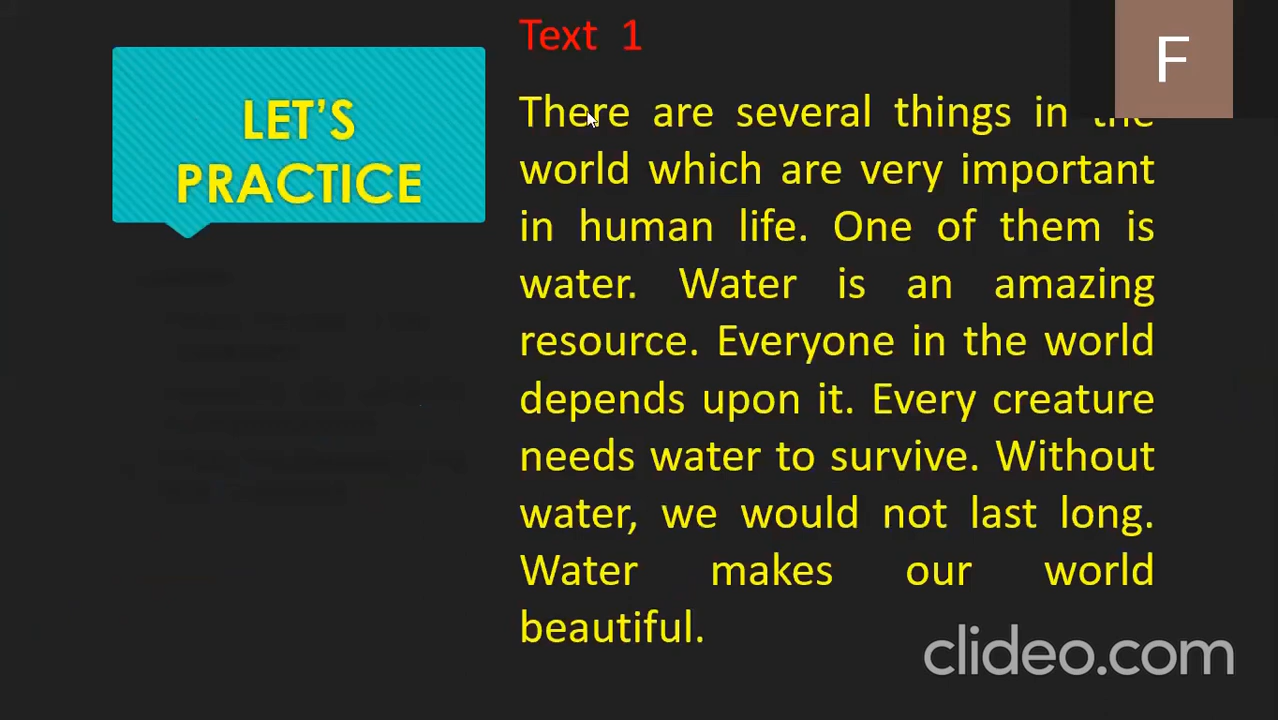 Text 1
F
LET'S
PRACTICE
There are several things in the
world which are very important
in human life. One of them is
water. Water is an amazing
resource. Everyone in the world
depends upon it. Every creature
needs water to survive. Without
water, we would not last long.
Water makes our world
beautiful.
clideo.com